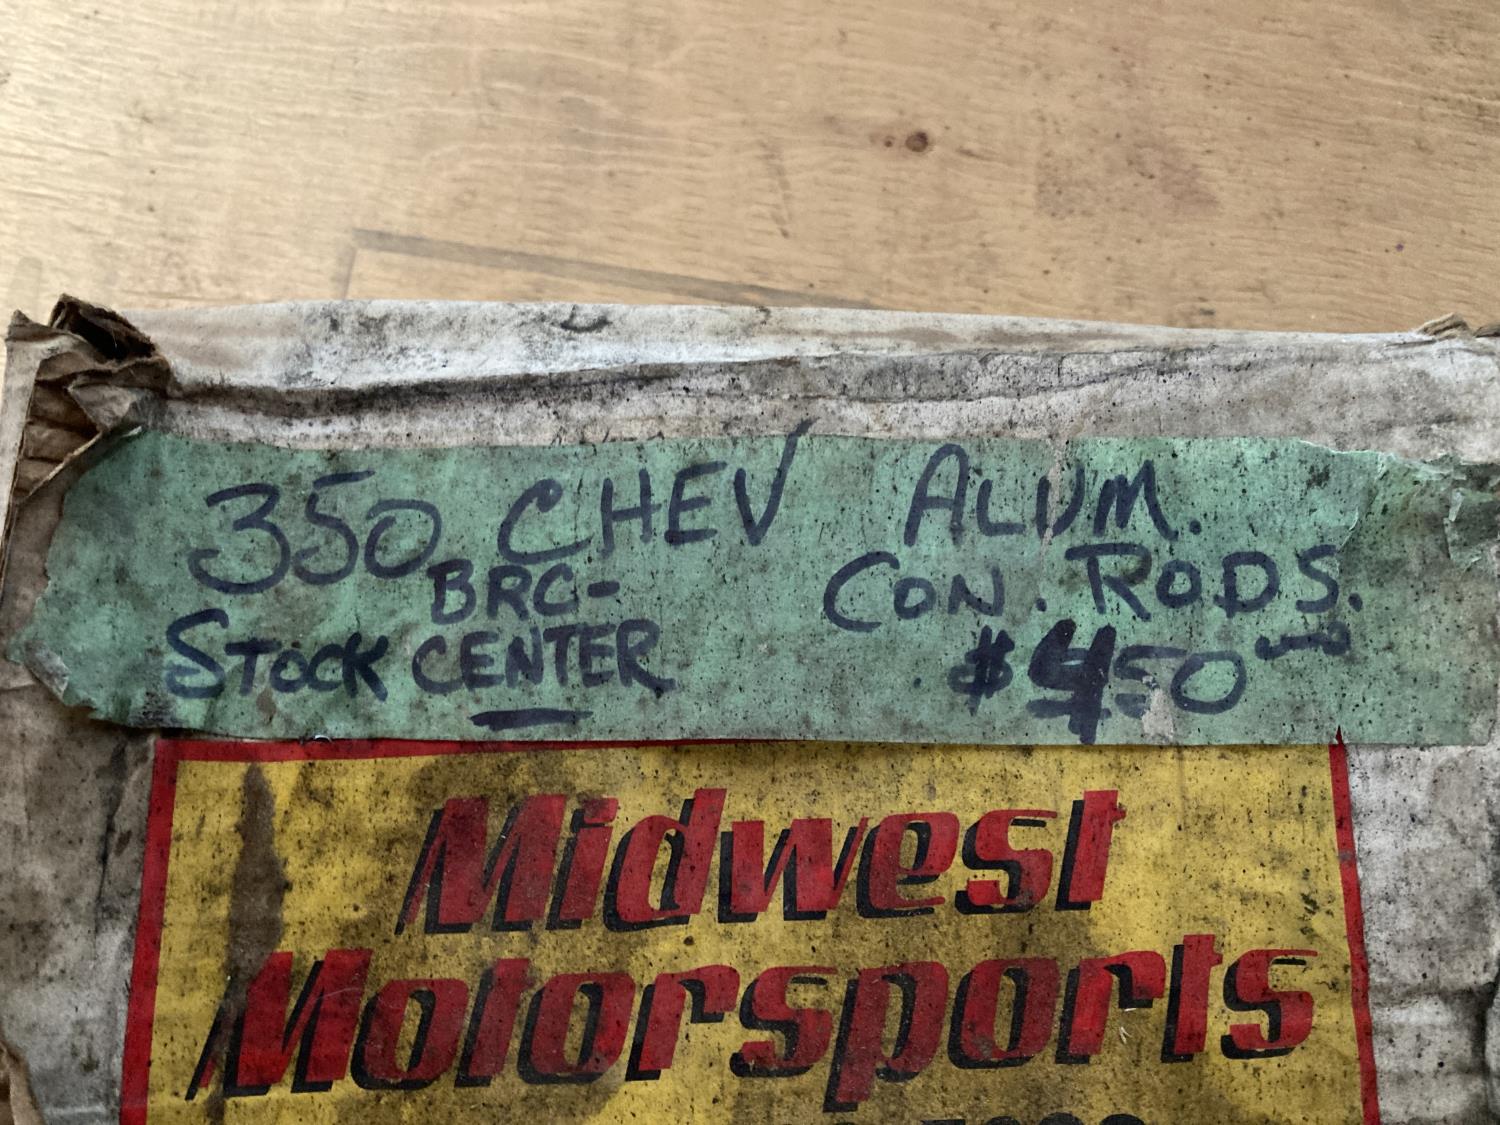 350 CHEV ALUM.
BRC- CON. RODS.
STOCK CENTER $450
Midwest
Motorsports